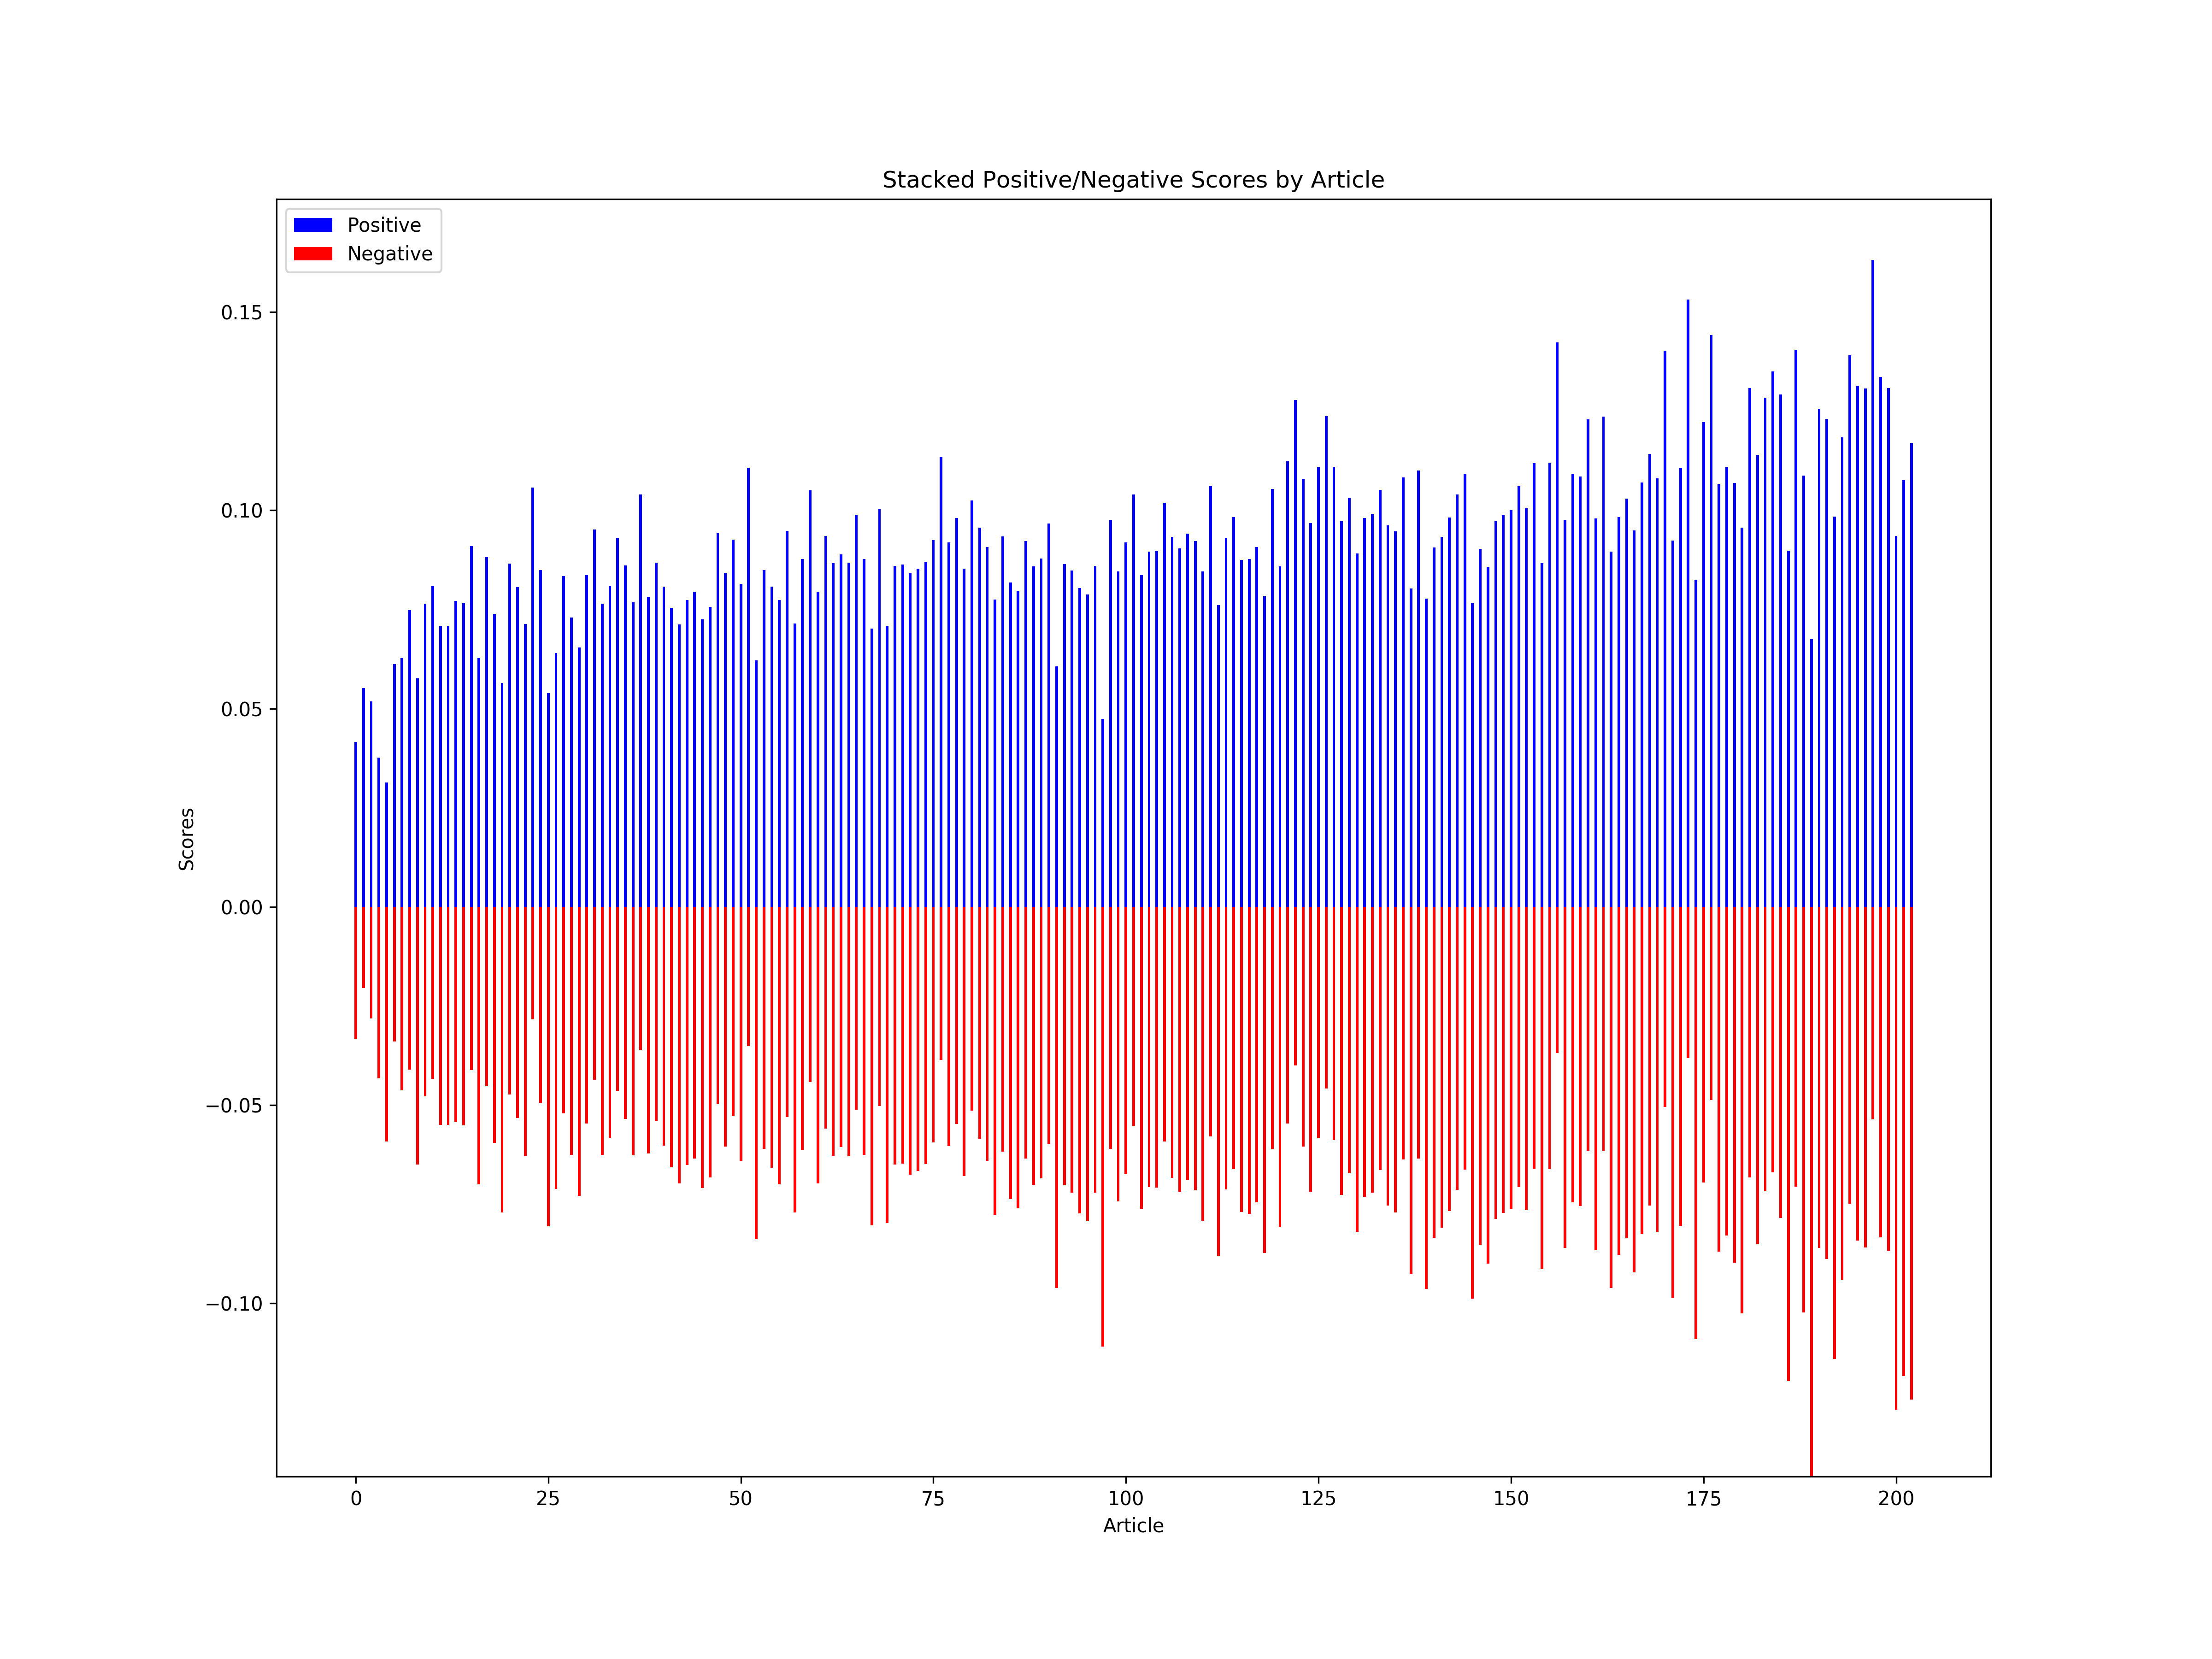 Stacked Positive/Negative Scores by Article
Positive
Negative
0.15
0.10
0.05
0.00
−0.05
−0.10
Scores
0 25 50 75 100 125 150 175 200
Article